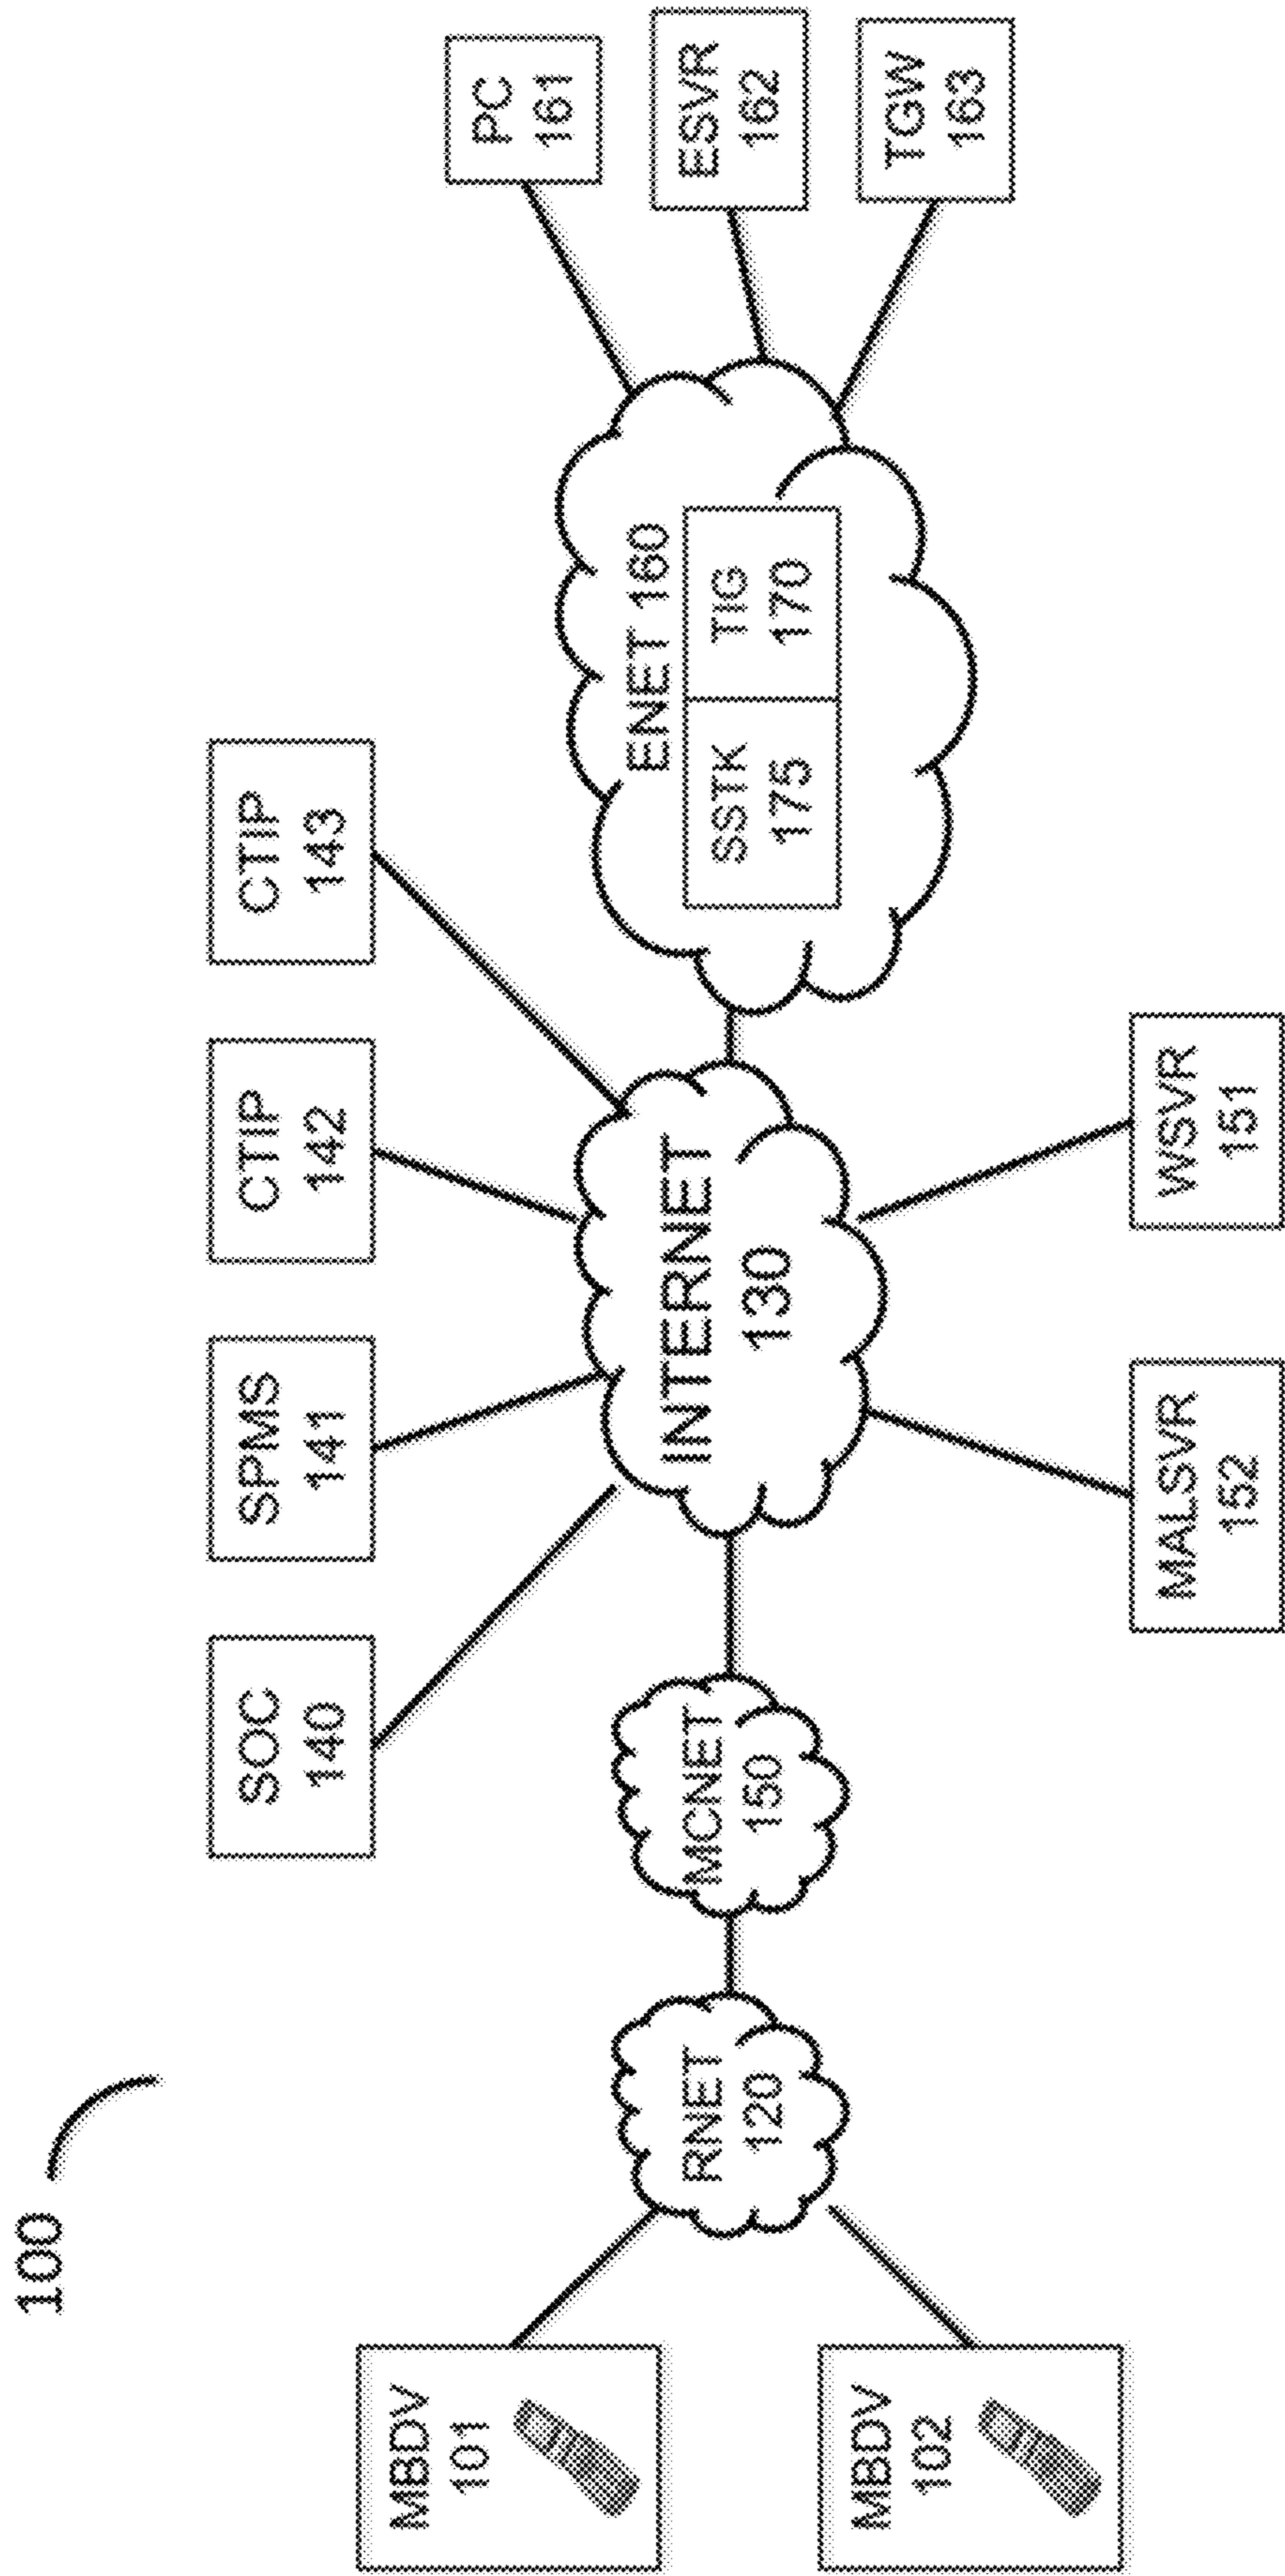 100
SOC
140
SPMS
141
CTIP
142
CTIP
143
MBDV
101
MBDV
102
RNET
120
MCNET
150
INTERNET
130
ENET 160
SSTK
175
TIG
170
PC
161
ESVR
162
TGW
163
MALSVR
152
WSVR
151